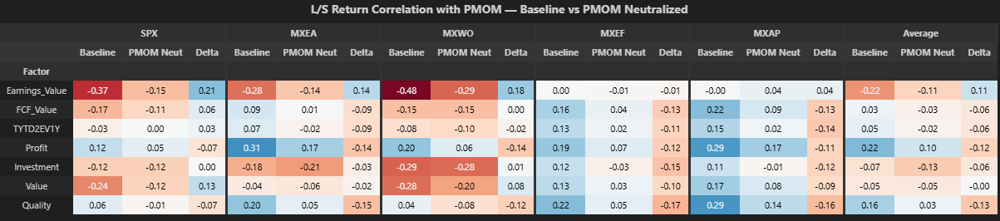 L/S Return Correlation with PMOM — Baseline vs PMOM Neutralized
SPX MXEA MXWO MXEF MXAP Average
Baseline PMOM Neut Delta Baseline PMOM Neut Delta Baseline PMOM Neut Delta Baseline PMOM Neut Delta Baseline PMOM Neut Delta Baseline PMOM Neut Delta
Factor
Earnings_Value -0.37 -0.15 0.21 -0.28 -0.14 0.14 -0.48 -0.29 0.18 0.00 -0.01 -0.01 -0.00 0.04 0.04 -0.22 -0.11 0.11
FCF_Value -0.17 -0.11 0.06 0.09 0.01 -0.09 -0.15 -0.15 0.00 0.16 0.04 -0.13 0.22 0.09 -0.13 0.03 -0.03 -0.06
TYTD2EV1Y -0.03 0.00 0.03 0.07 -0.02 -0.09 -0.08 -0.10 -0.02 0.13 0.02 -0.11 0.15 0.02 -0.14 0.05 -0.02 -0.06
Profit 0.12 0.05 -0.07 0.31 0.17 -0.14 0.20 0.06 -0.14 0.19 0.07 -0.12 0.29 0.17 -0.11 0.22 0.10 -0.12
Investment -0.12 -0.12 0.00 -0.18 -0.21 -0.03 -0.29 -0.28 0.01 0.12 -0.03 -0.15 0.11 -0.01 -0.12 -0.07 -0.13 -0.06
Value -0.24 -0.12 0.13 -0.04 -0.06 -0.02 -0.28 -0.20 0.08 0.13 0.03 -0.10 0.17 0.08 -0.09 -0.05 -0.05 -0.00
Quality 0.06 -0.01 -0.07 0.20 0.05 -0.15 0.04 -0.08 -0.12 0.22 0.05 -0.17 0.29 0.14 -0.16 0.16 0.03 -0.13